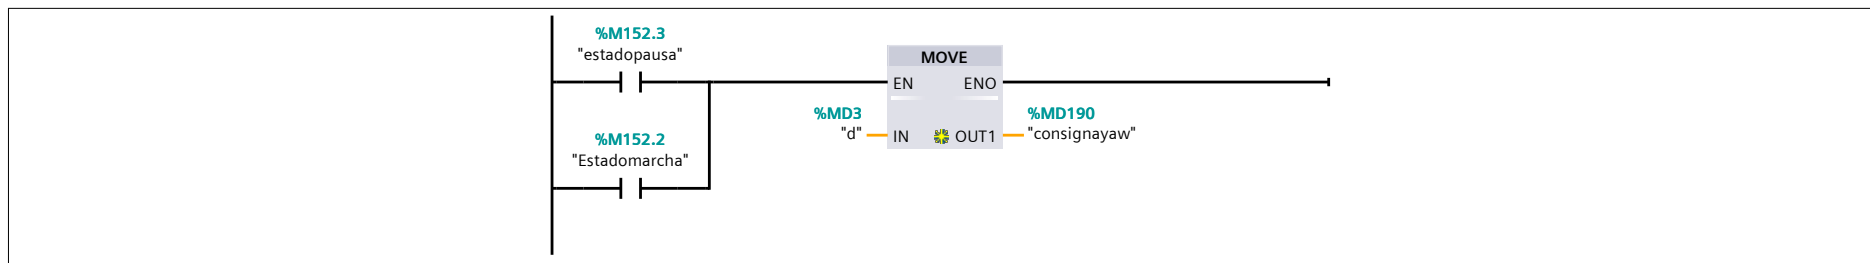 %M152.3
"estadopausa"
MOVE
EN ENO
%MD3
"d"
IN OUT1
%MD190
"consignayaw"
%M152.2
"Estadomarcha"